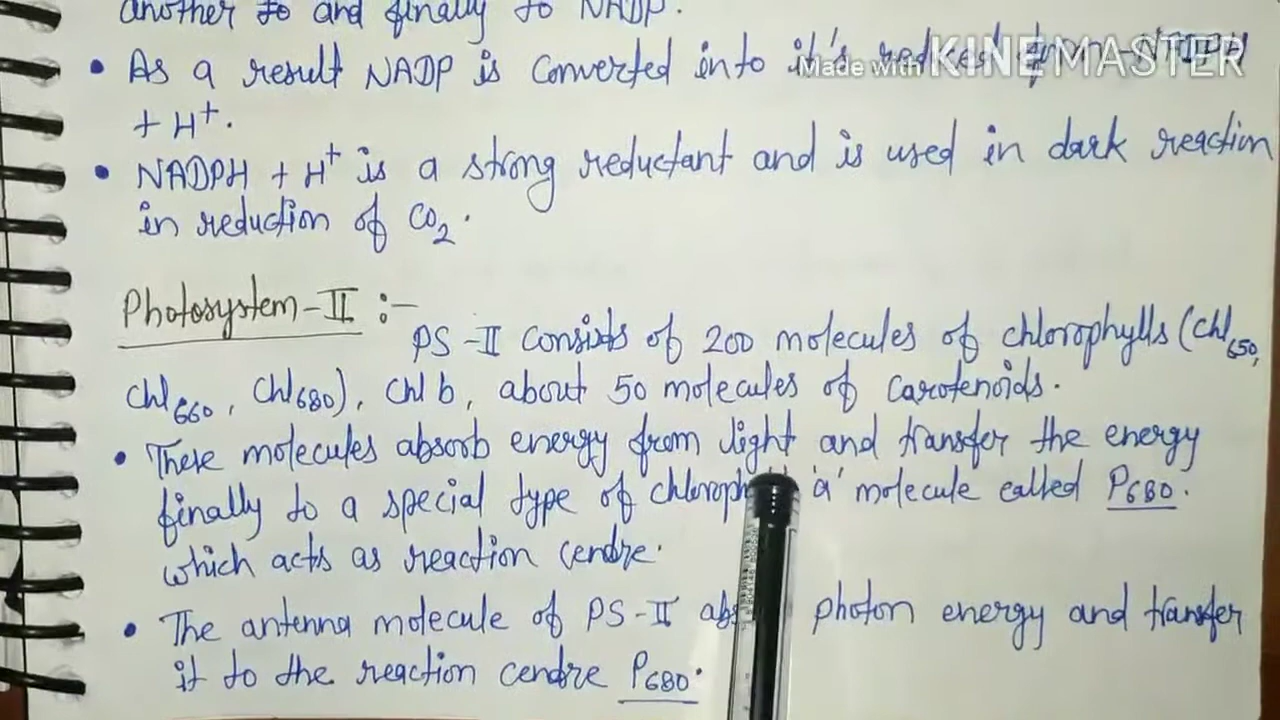 another to and finally to NADP.
• As a result NADP is converted into it's reduced from - NADPH
+ H⁺.
Made with KINEMASTER
• NADPH + H⁺ is a strong reductant and is used in dark reaction
in reduction of CO₂.
Photosystem-II :-
PS-II consists of 200 molecules of chlorophylls (Chl₆₅₀,
Chl₆₆₀, Chl₆₈₀), Chl b, about 50 molecules of Carotenoids.
• These molecules absorb energy from light and transfer the energy
finally to a special type of 'a' molecule called P₆₈₀.
which acts as reaction centre.
• The antenna molecule of PS-II photon energy and transfer
it to the reaction centre P₆₈₀.